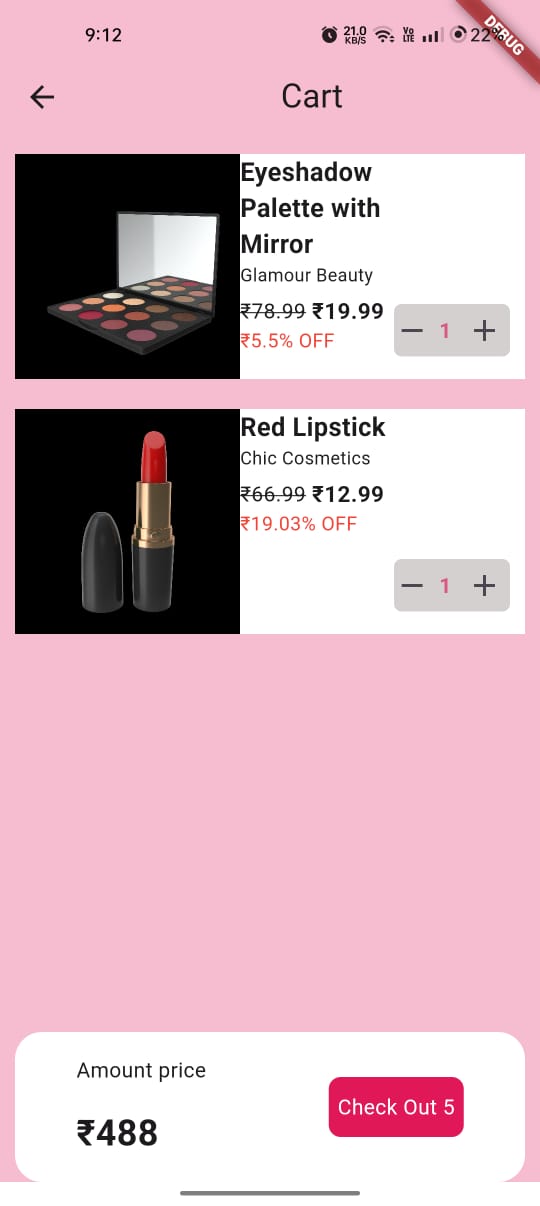 9:12
21.0 KB/S
Vo LTE
22%
DEBUG
Cart
Eyeshadow
Palette with
Mirror
Glamour Beauty
₹78.99 ₹19.99
₹5.5% OFF
1
Red Lipstick
Chic Cosmetics
₹66.99 ₹12.99
₹19.03% OFF
1
Amount price
₹488
Check Out 5